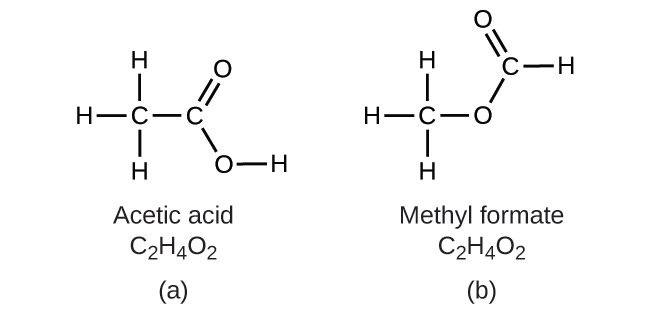 H O
H C C
H O H
Acetic acid
C₂H₄O₂
(a)
O
H C H
H C O
H
Methyl formate
C₂H₄O₂
(b)